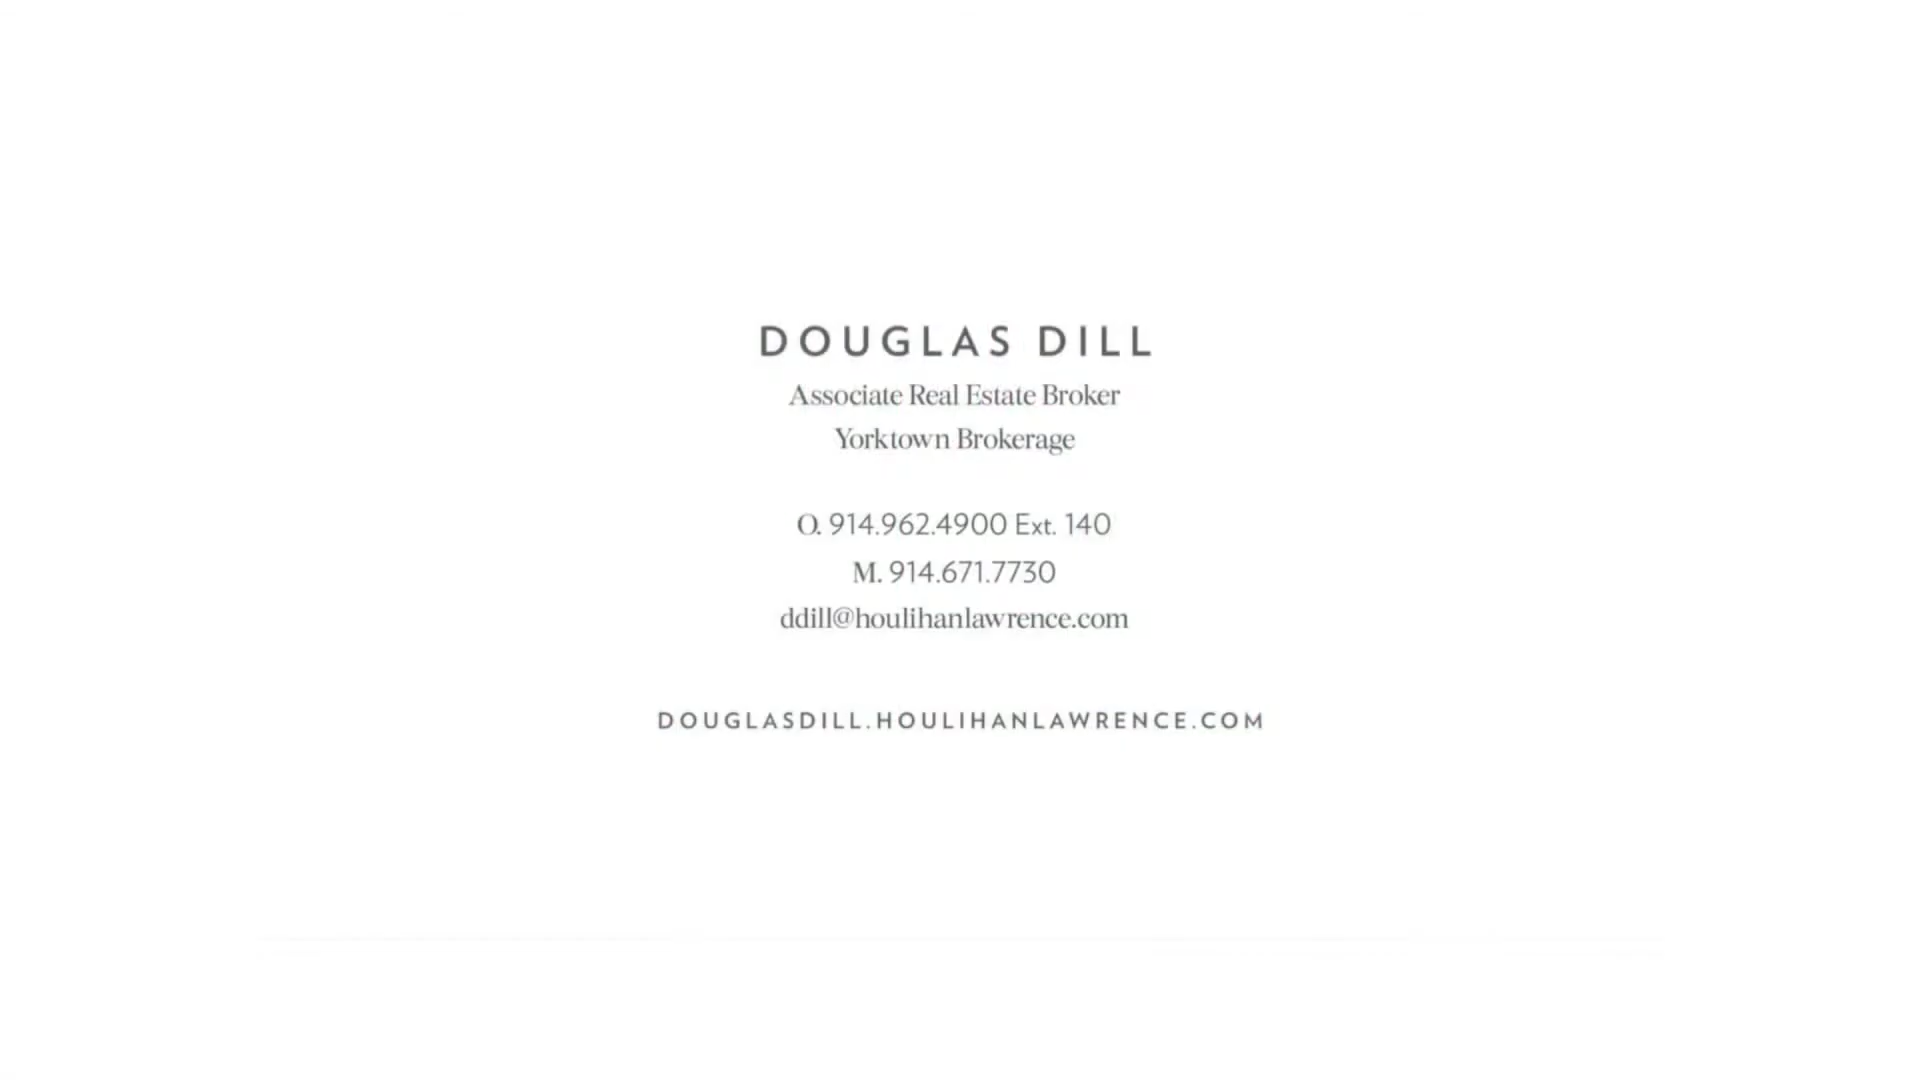 DOUGLAS DILL
Associate Real Estate Broker
Yorktown Brokerage
O. 914.962.4900 Ext. 140
M. 914.671.7730
ddill@houlihanlawrence.com
DOUGLASDILL.HOULIHANLAWRENCE.COM